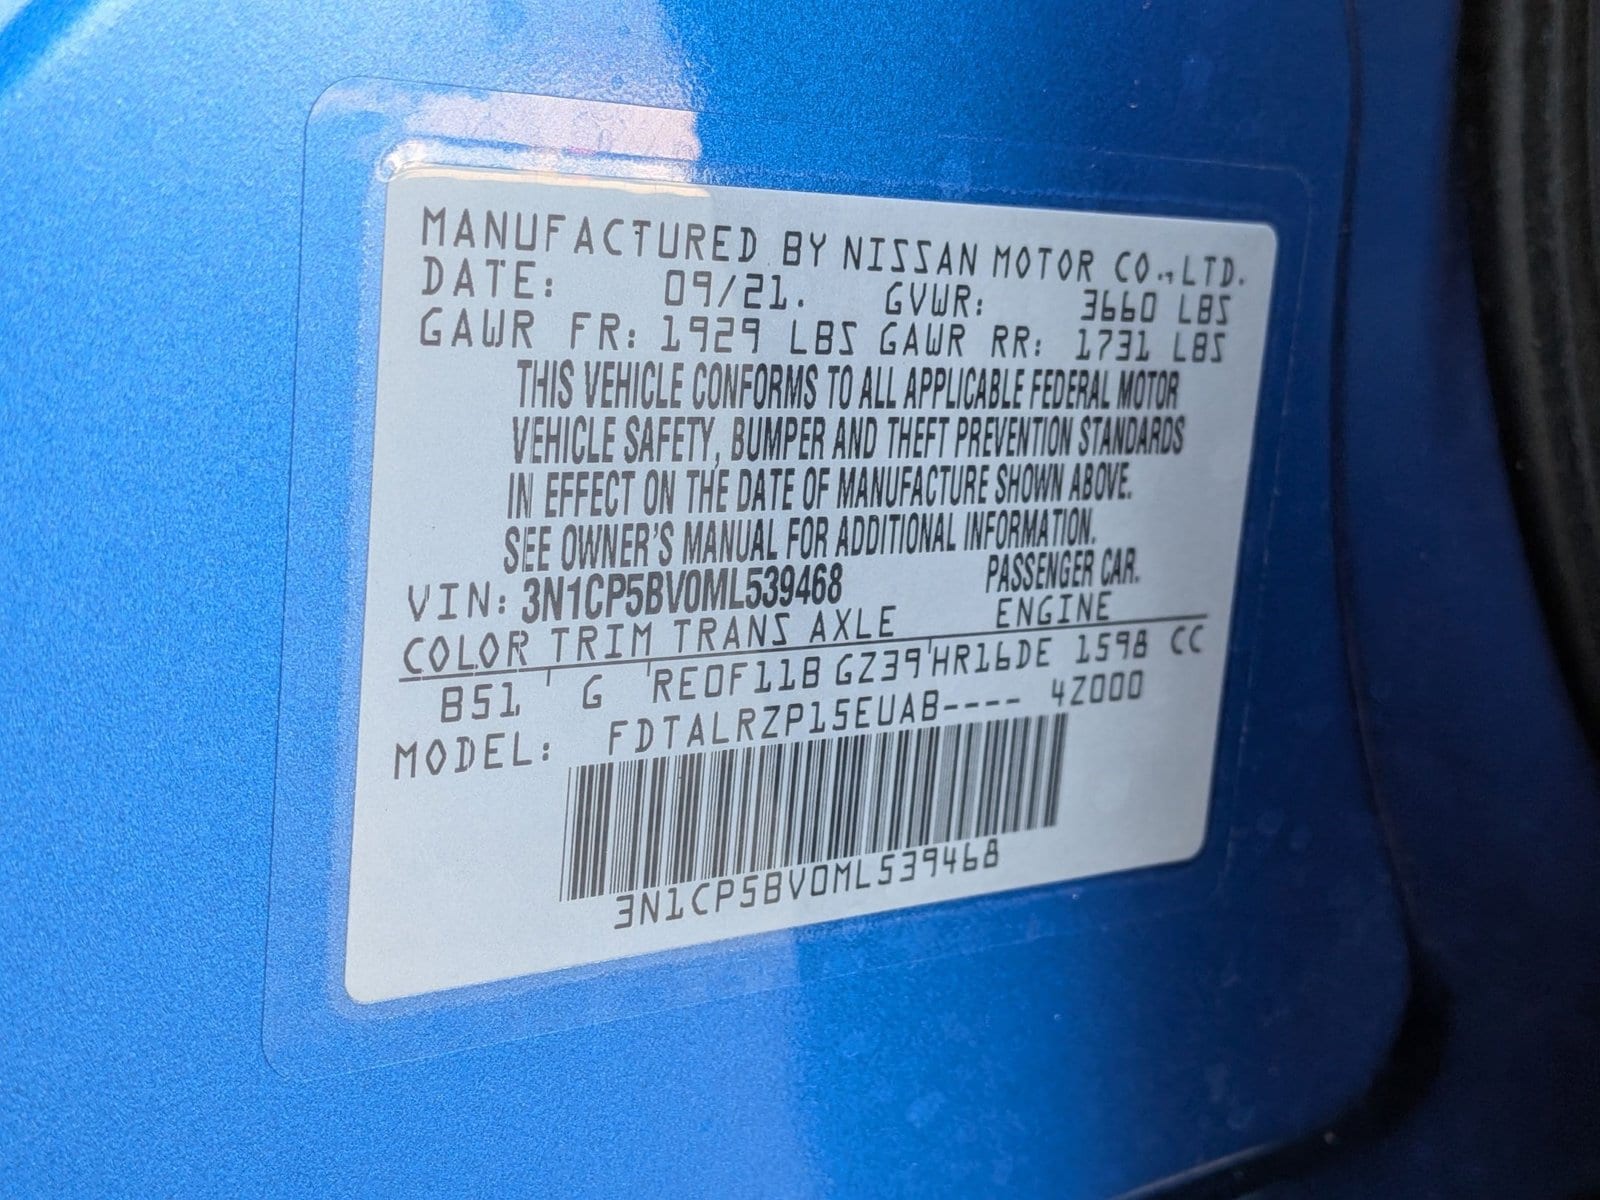 MANUFACTURED BY NISSAN MOTOR CO., LTD.
DATE: 09/21. GVWR: 3660 LBS
GAWR FR: 1929 LBS GAWR RR: 1731 LBS
THIS VEHICLE CONFORMS TO ALL APPLICABLE FEDERAL MOTOR
VEHICLE SAFETY, BUMPER AND THEFT PREVENTION STANDARDS
IN EFFECT ON THE DATE OF MANUFACTURE SHOWN ABOVE.
SEE OWNER'S MANUAL FOR ADDITIONAL INFORMATION.
VIN: 3N1CP5BV0ML539468 PASSENGER CAR.
COLOR TRIM TRANS AXLE ENGINE
B51 G RE0F11B GZ39 HR16DE 1598 CC
MODEL: FDTALRZP15EUAB---- 4Z000
3N1CP5BV0ML539468